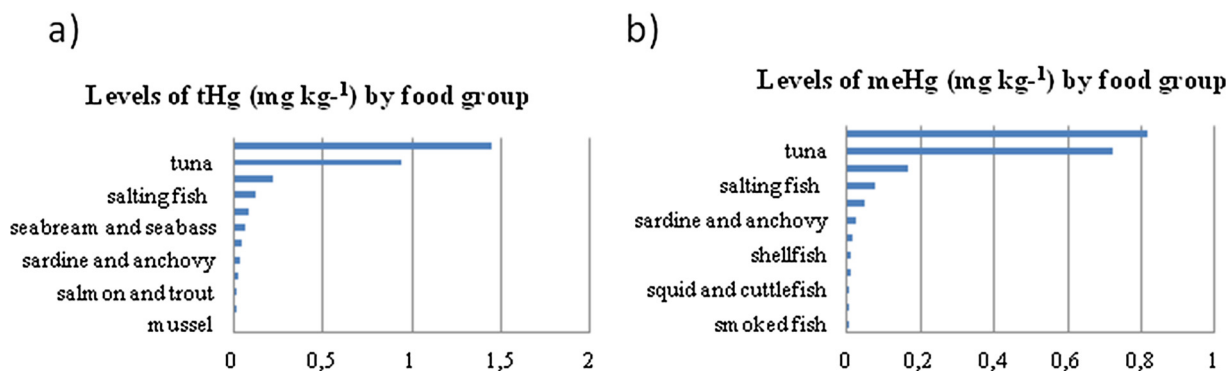 a)
Levels of tHg (mg kg-¹) by food group
tuna
salting fish
seabream and seabass
sardine and anchovy
salmon and trout
mussel
0 0,5 1 1,5 2
b)
Levels of meHg (mg kg-¹) by food group
tuna
salting fish
sardine and anchovy
shellfish
squid and cuttlefish
smoked fish
0 0,2 0,4 0,6 0,8 1